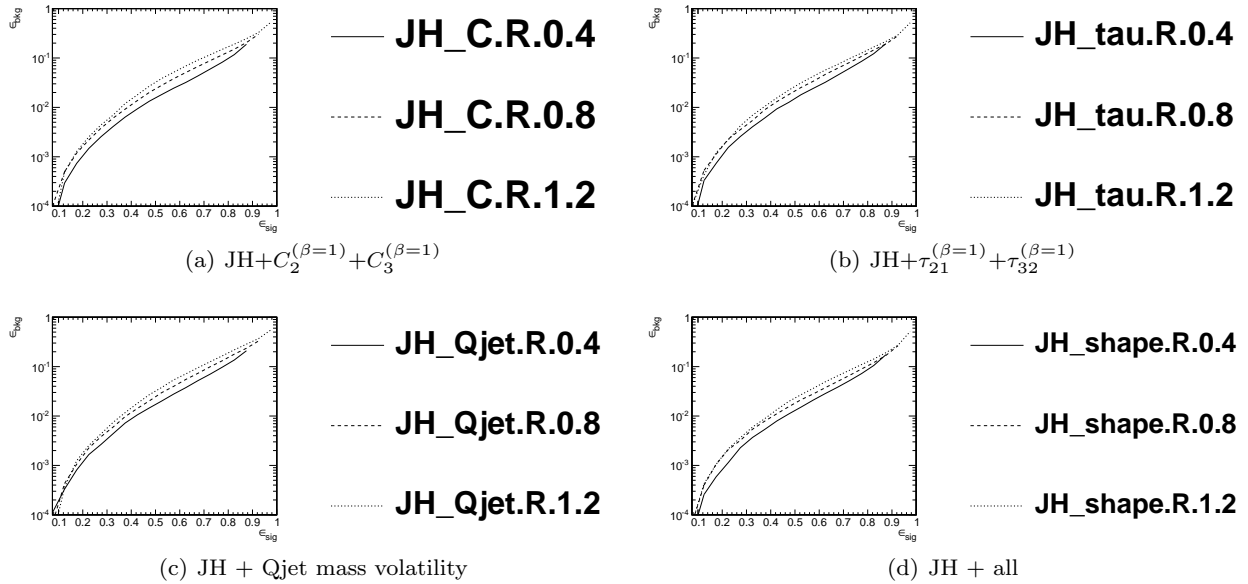 ϵ_bkg
1
10^-1
10^-2
10^-3
10^-4
0.1 0.2 0.3 0.4 0.5 0.6 0.7 0.8 0.9 1
ϵ_sig
JH_C.R.0.4
JH_C.R.0.8
JH_C.R.1.2
(a) JH+C_2^(β=1)+C_3^(β=1)
ϵ_bkg
1
10^-1
10^-2
10^-3
10^-4
0.1 0.2 0.3 0.4 0.5 0.6 0.7 0.8 0.9 1
ϵ_sig
JH_tau.R.0.4
JH_tau.R.0.8
JH_tau.R.1.2
(b) JH+τ_21^(β=1)+τ_32^(β=1)
ϵ_bkg
1
10^-1
10^-2
10^-3
10^-4
0.1 0.2 0.3 0.4 0.5 0.6 0.7 0.8 0.9 1
ϵ_sig
JH_Qjet.R.0.4
JH_Qjet.R.0.8
JH_Qjet.R.1.2
(c) JH + Qjet mass volatility
ϵ_bkg
1
10^-1
10^-2
10^-3
10^-4
0.1 0.2 0.3 0.4 0.5 0.6 0.7 0.8 0.9 1
ϵ_sig
JH_shape.R.0.4
JH_shape.R.0.8
JH_shape.R.1.2
(d) JH + all